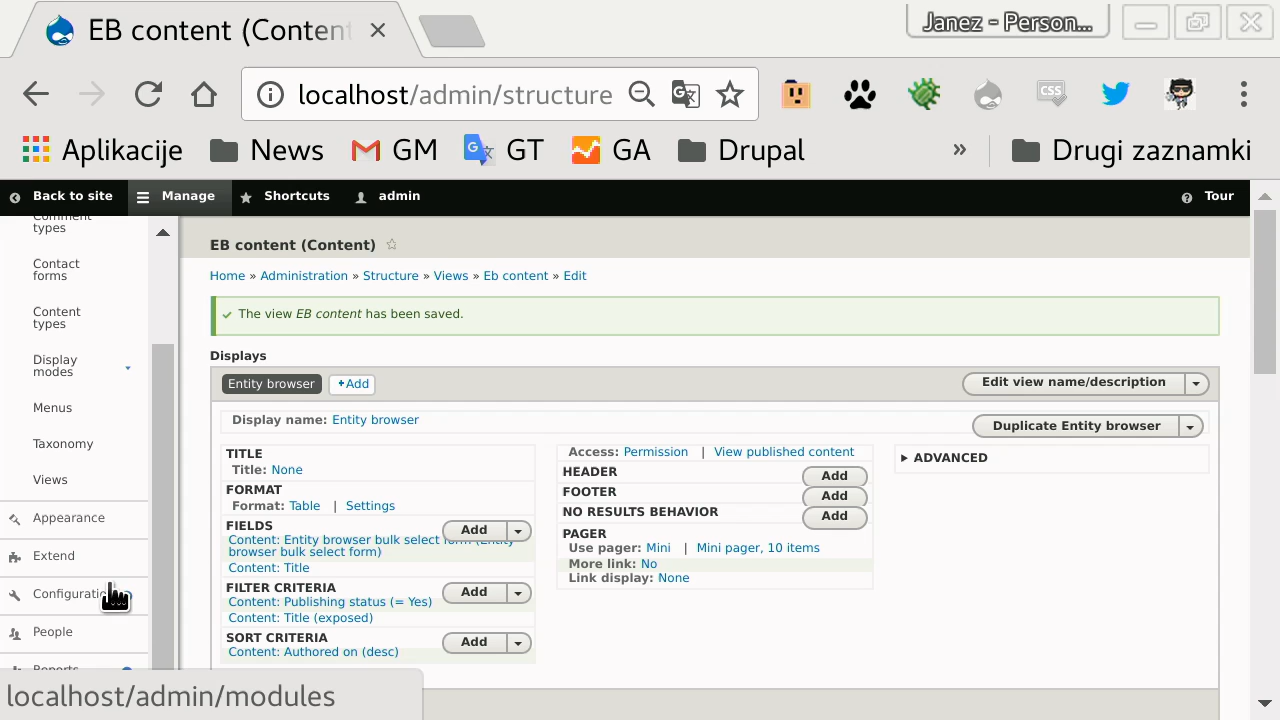 EB content (Content
Janez - Person...
localhost/admin/structure
Aplikacije
News
GM
GT
GA
Drupal
»
Drugi zaznamki
Back to site
Manage
Shortcuts
admin
Tour
Comment
types
Contact
forms
Content
types
Display
modes
Menus
Taxonomy
Views
Appearance
Extend
Configuratio
People
Reports
EB content (Content)
Home » Administration » Structure » Views » Eb content » Edit
The view EB content has been saved.
Displays
Entity browser
+Add
Edit view name/description
Display name: Entity browser
Duplicate Entity browser
TITLE
Title: None
FORMAT
Format: Table | Settings
FIELDS
Add
Content: Entity browser bulk select form (Entity
browser bulk select form)
Content: Title
FILTER CRITERIA
Add
Content: Publishing status (= Yes)
Content: Title (exposed)
SORT CRITERIA
Add
Content: Authored on (desc)
Access: Permission | View published content
HEADER
Add
FOOTER
Add
NO RESULTS BEHAVIOR
Add
PAGER
Use pager: Mini | Mini pager, 10 items
More link: No
Link display: None
ADVANCED
localhost/admin/modules